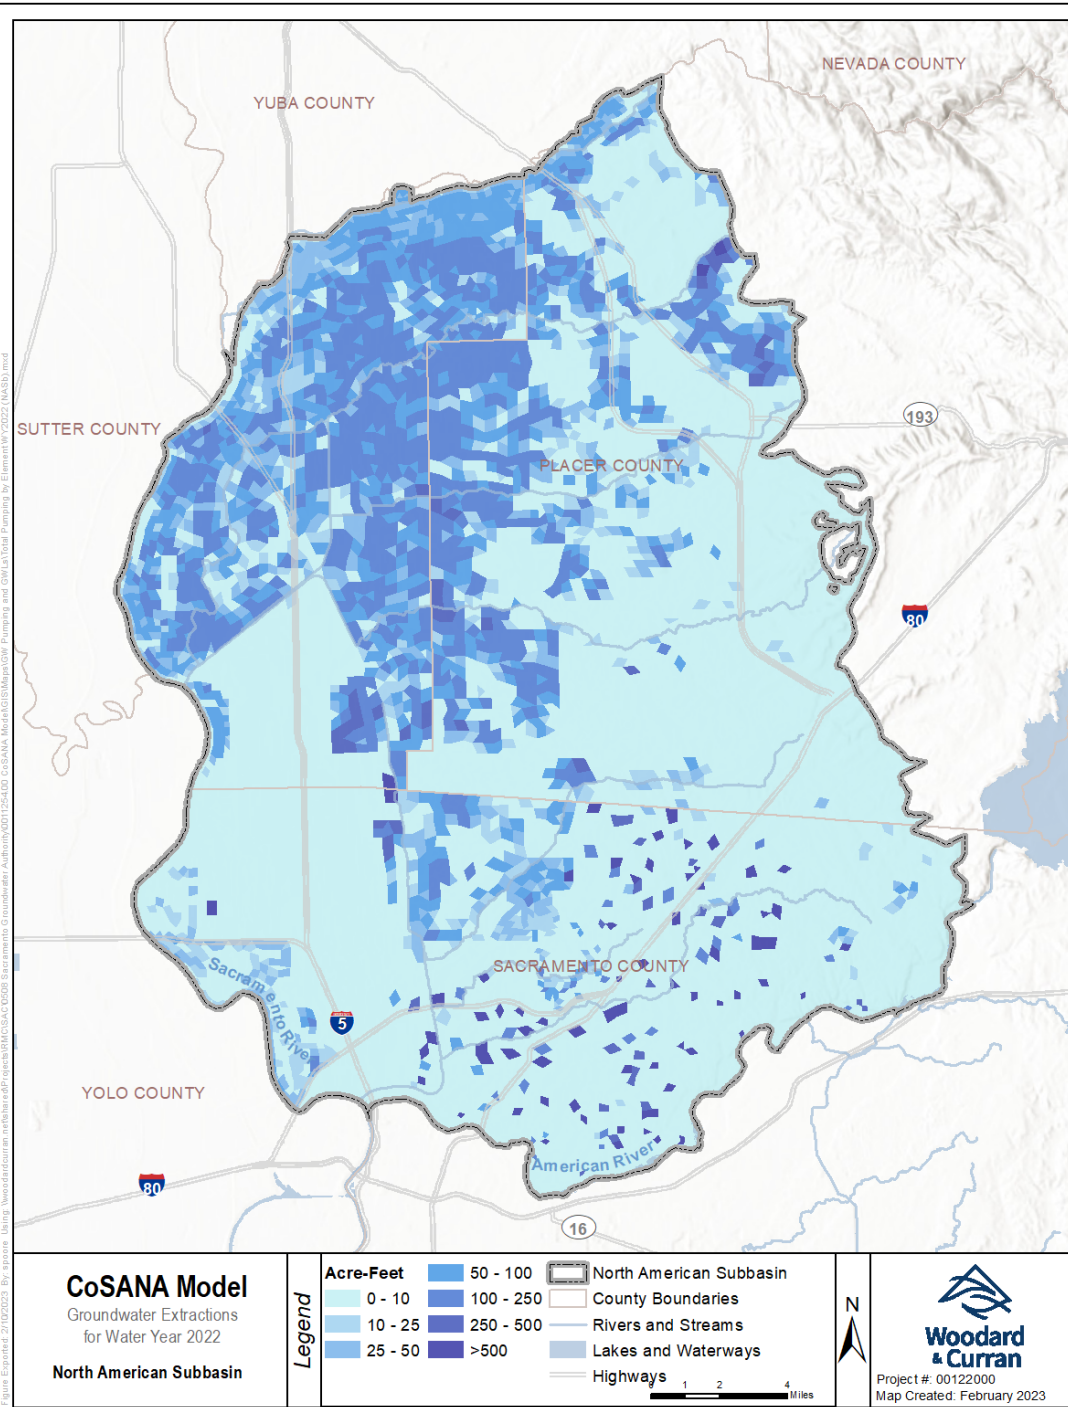 NEVADA COUNTY
YUBA COUNTY
193
SUTTER COUNTY
PLACER COUNTY
80
SACRAMENTO COUNTY
Sacramento River
5
YOLO COUNTY
American River
80
16
CoSANA Model
Groundwater Extractions
for Water Year 2022
North American Subbasin
Legend
Acre-Feet
0 - 10
10 - 25
25 - 50
50 - 100
100 - 250
250 - 500
>500
North American Subbasin
County Boundaries
Rivers and Streams
Lakes and Waterways
Highways
0 1 2 4
Miles
N
Woodard
& Curran
Project #: 00122000
Map Created: February 2023